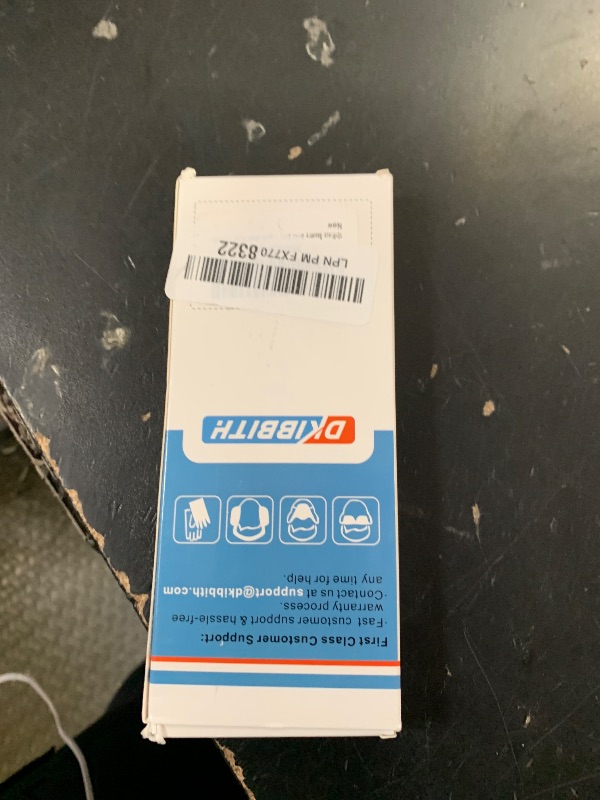 First Class Customer Support:
·Fast customer support & hassle-free
warranty process.
·Contact us at support@dkibbith.com
any time for help.
DKIBBITH
LPN PM FX770 8322
New